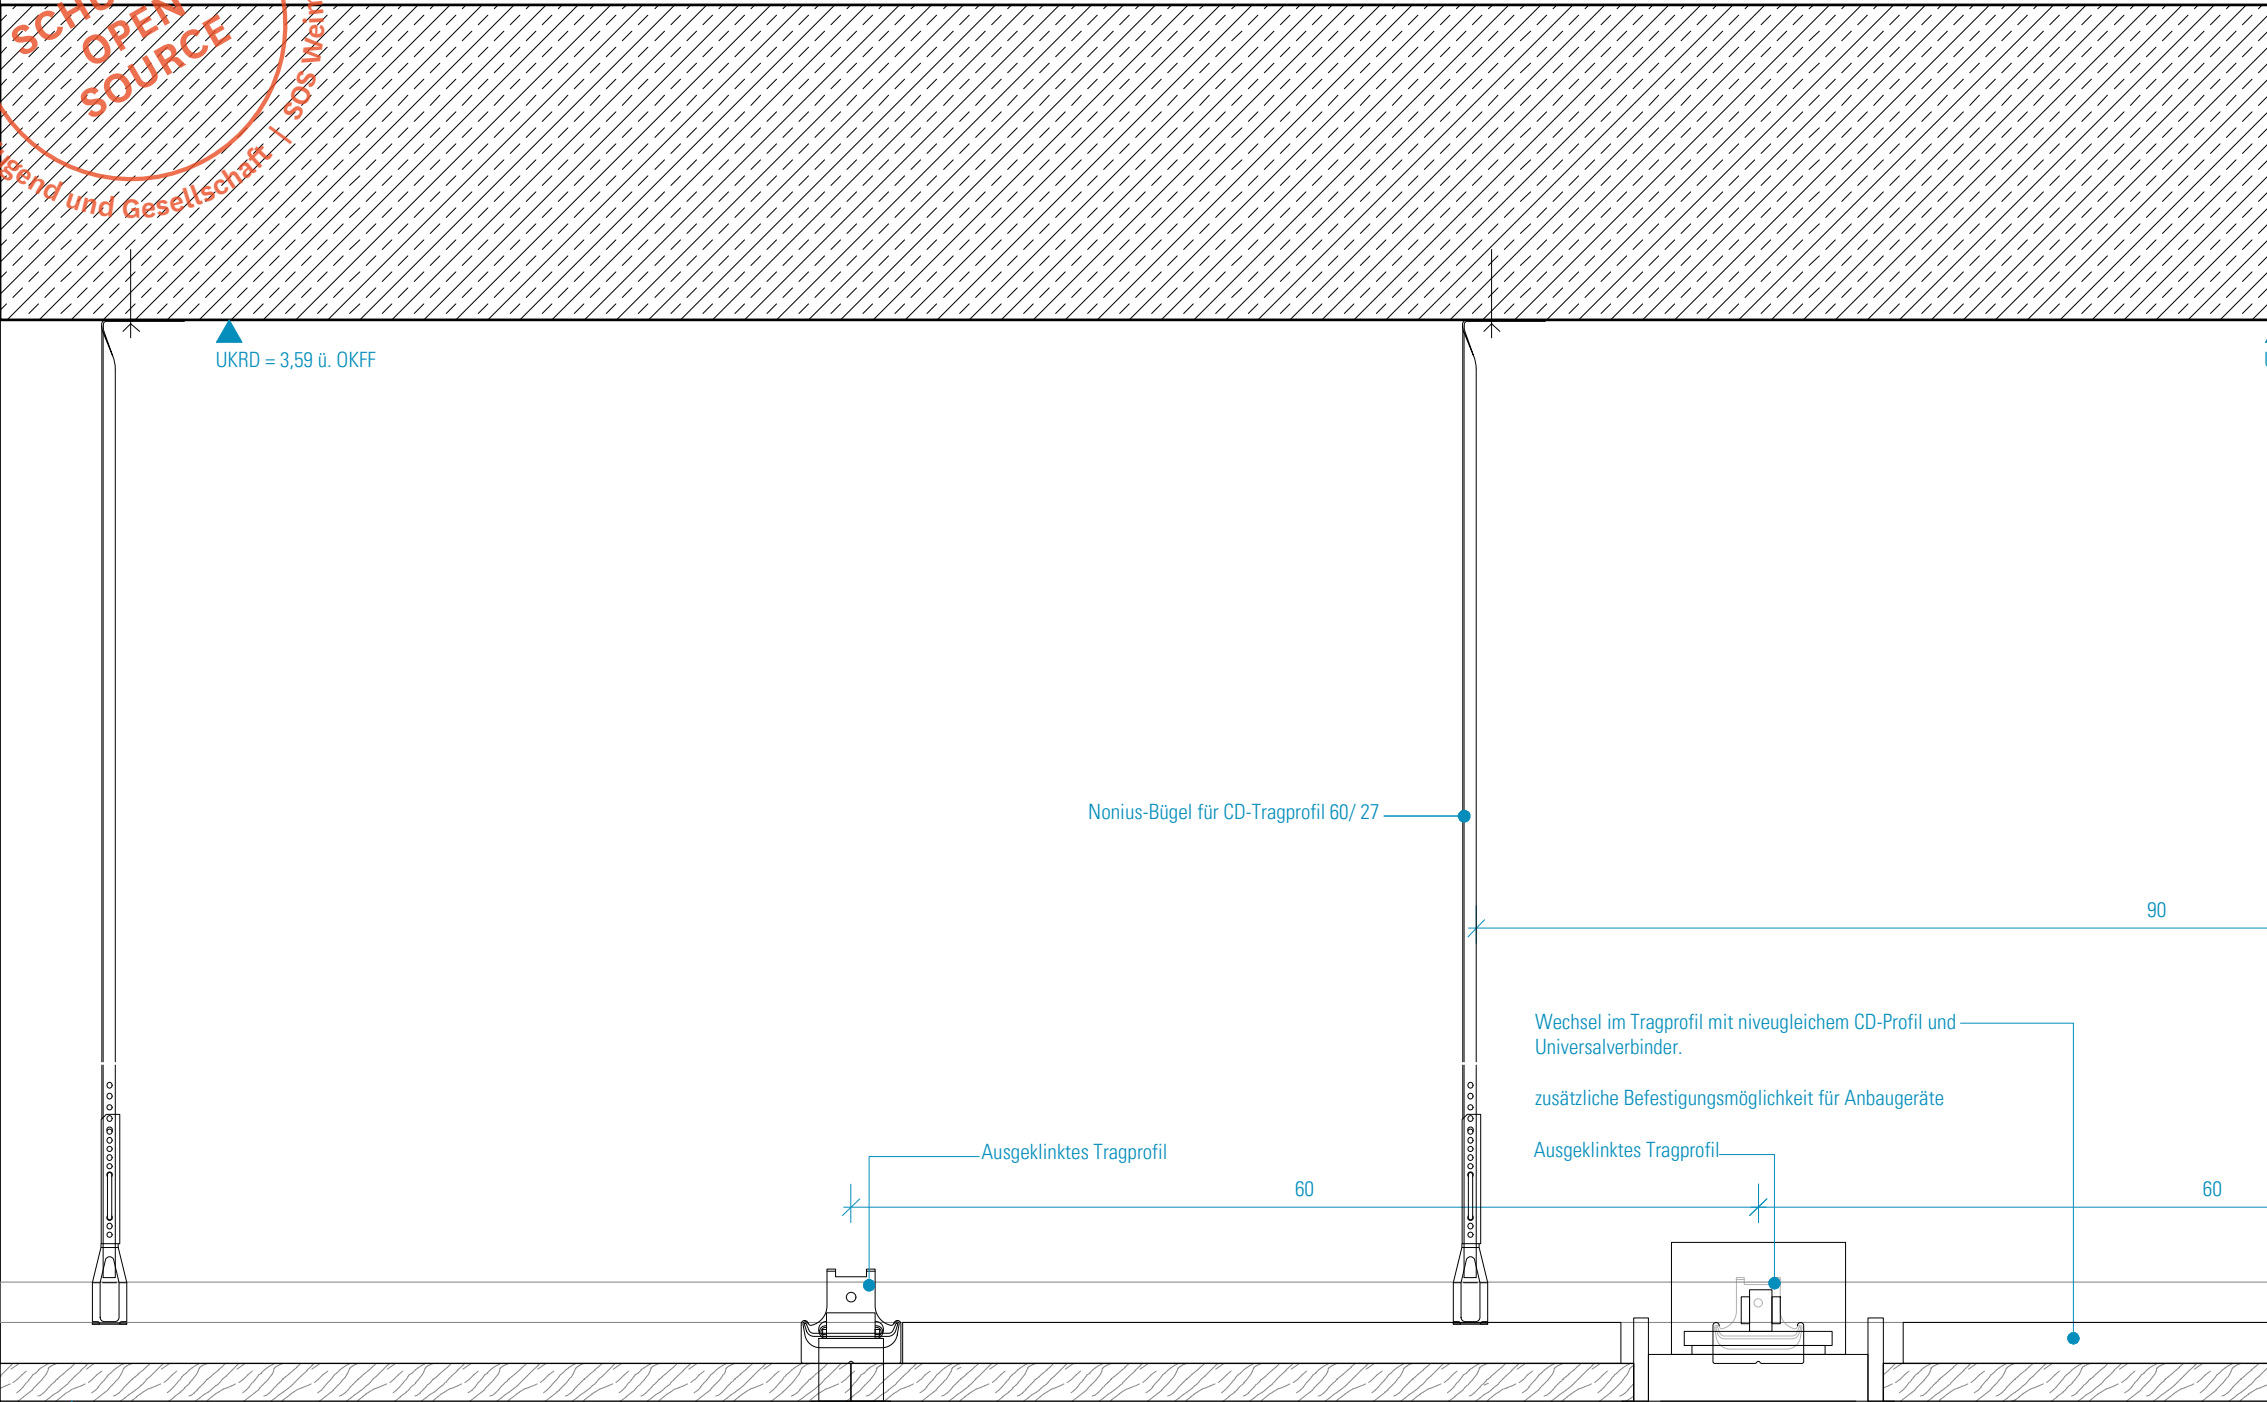 OPEN
SOURCE
und Gesellschaft | SOS
UKRD = 3,59 ü. OKFF
Nonius-Bügel für CD-Tragprofil 60/ 27
90
Wechsel im Tragprofil mit niveugleichem CD-Profil und
Universalverbinder.
zusätzliche Befestigungsmöglichkeit für Anbaugeräte
Ausgeklinktes Tragprofil
Ausgeklinktes Tragprofil
60
60